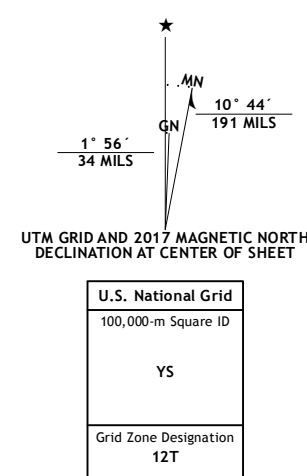 ★
MN
GN
1° 56´
34 MILS
10° 44´
191 MILS
UTM GRID AND 2017 MAGNETIC NORTH
DECLINATION AT CENTER OF SHEET
U.S. National Grid
100,000-m Square ID
YS
Grid Zone Designation
12T